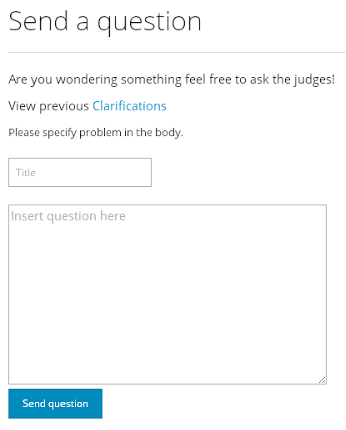 Send a question
Are you wondering something feel free to ask the judges!
View previous Clarifications
Please specify problem in the body.
Title
Insert question here
Send question